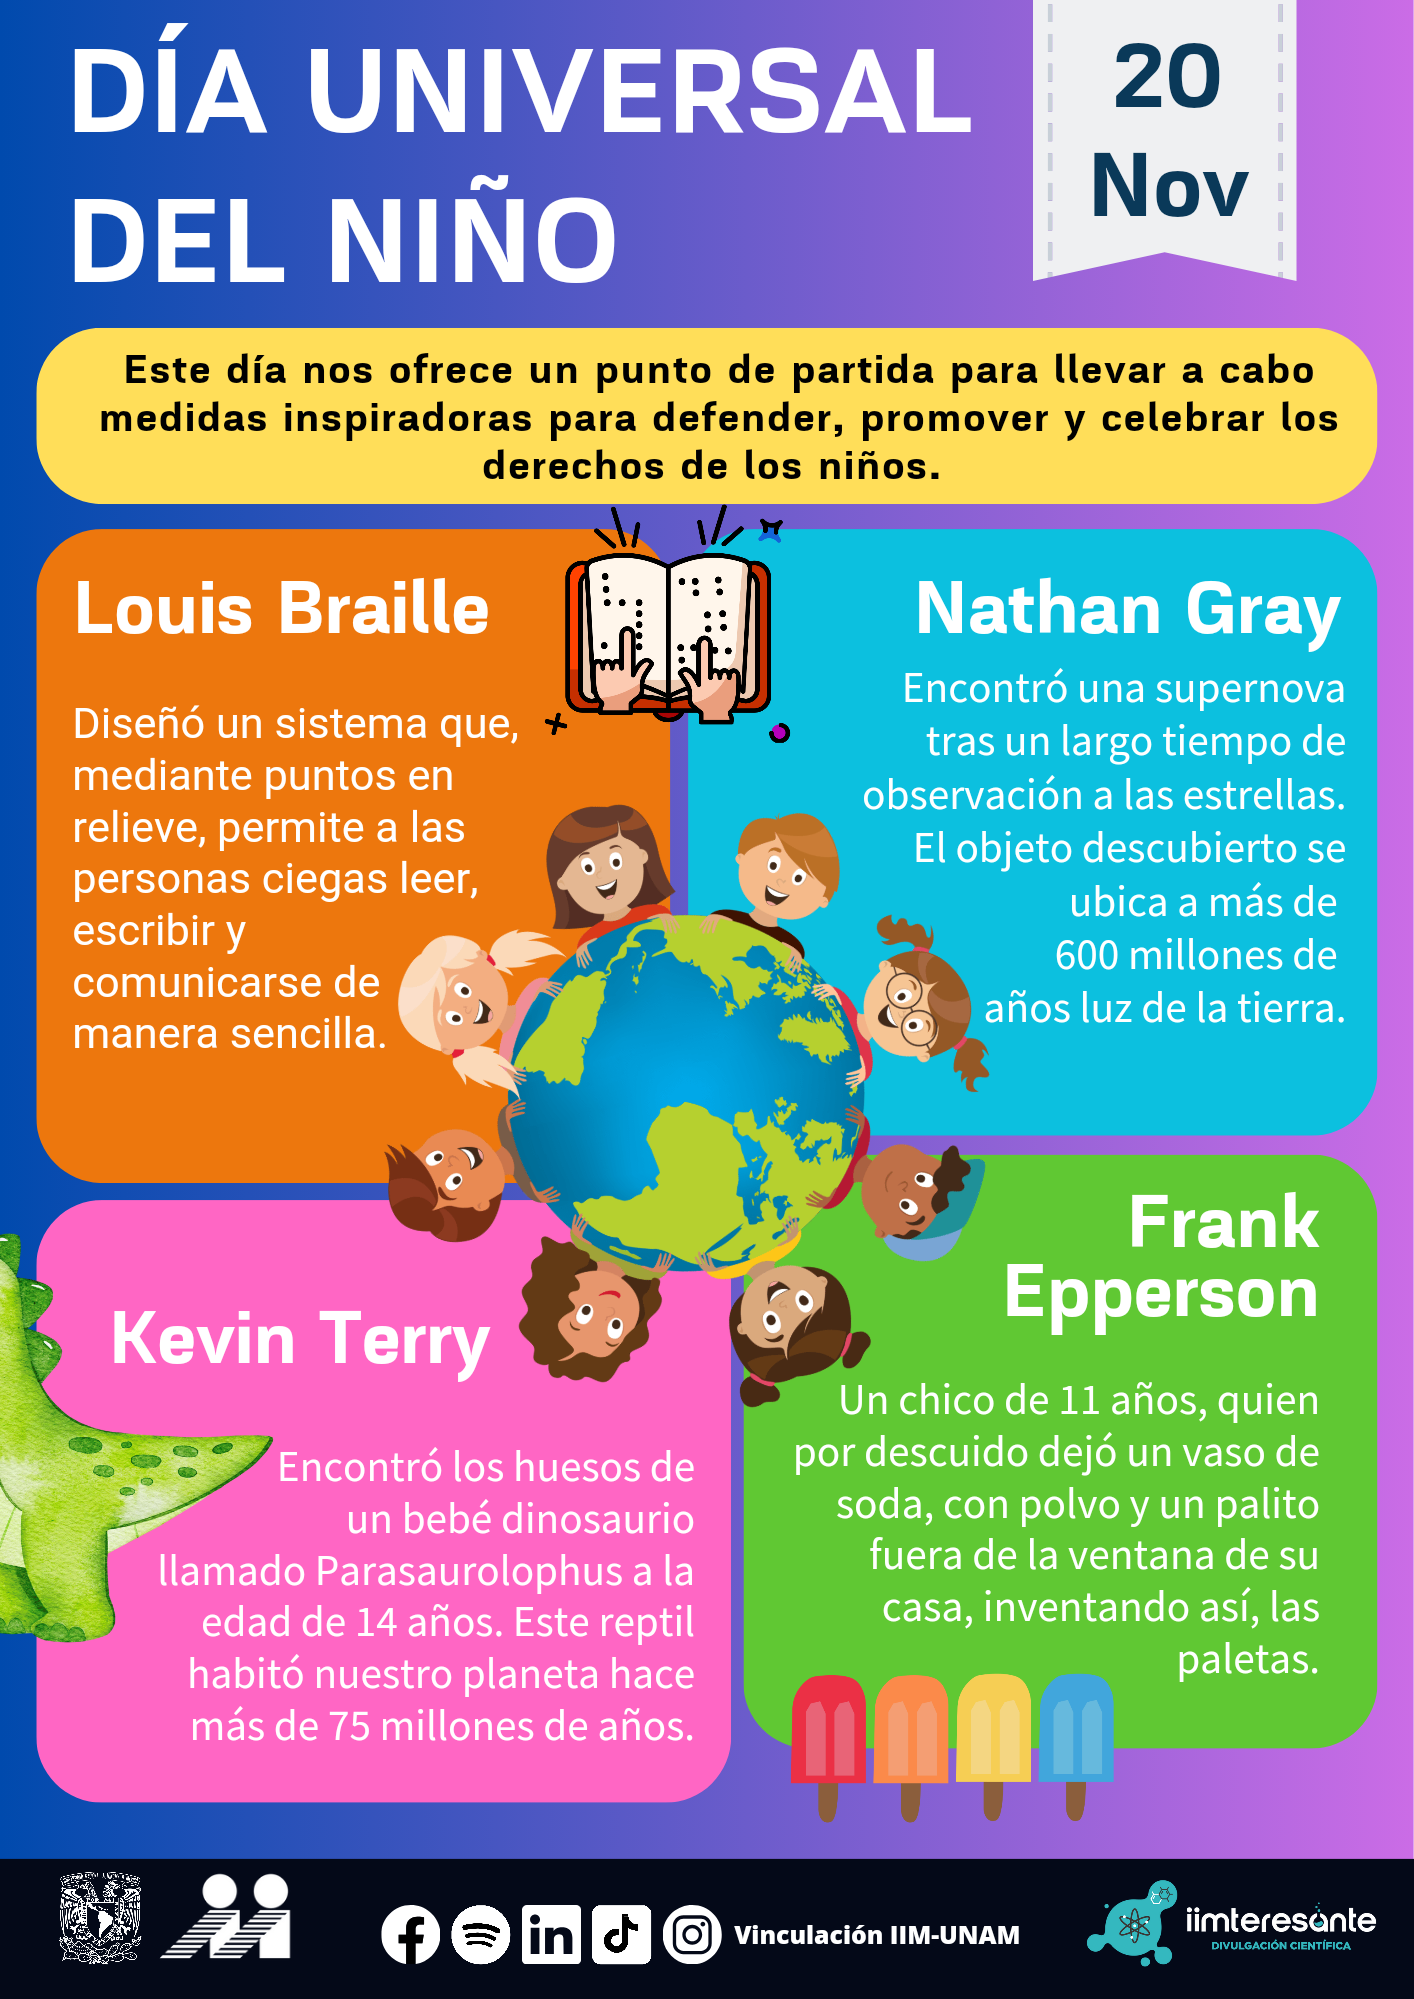 DÍA UNIVERSAL
DEL NIÑO
20
Nov
Este día nos ofrece un punto de partida para llevar a cabo
medidas inspiradoras para defender, promover y celebrar los
derechos de los niños.
Louis Braille
Diseñó un sistema que,
mediante puntos en
relieve, permite a las
personas ciegas leer,
escribir y
comunicarse de
manera sencilla.
Nathan Gray
Encontró una supernova
tras un largo tiempo de
observación a las estrellas.
El objeto descubierto se
ubica a más de
600 millones de
años luz de la tierra.
Kevin Terry
Encontró los huesos de
un bebé dinosaurio
llamado Parasaurolophus a la
edad de 14 años. Este reptil
habitó nuestro planeta hace
más de 75 millones de años.
Frank
Epperson
Un chico de 11 años, quien
por descuido dejó un vaso de
soda, con polvo y un palito
fuera de la ventana de su
casa, inventando así, las
paletas.
Vinculación IIM-UNAM
iimteresante
DIVULGACIÓN CIENTÍFICA